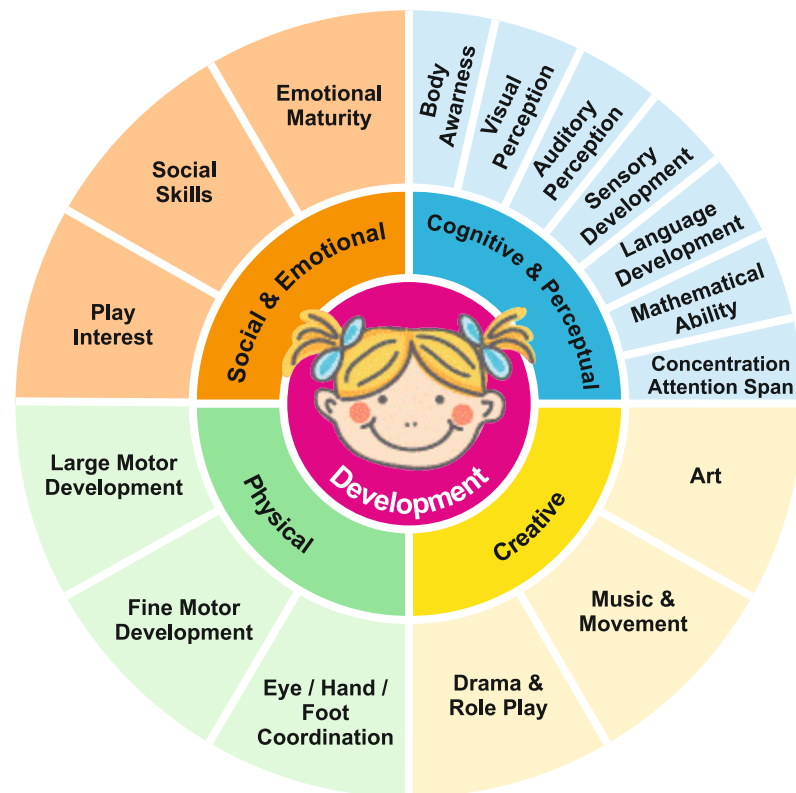 Development
Social & Emotional
Cognitive & Perceptual
Physical
Creative
Emotional
Maturity
Social
Skills
Play
Interest
Body
Awarness
Visual
Perception
Auditory
Perception
Sensory
Development
Language
Development
Mathematical
Ability
Concentration
Attention Span
Art
Music &
Movement
Drama &
Role Play
Eye / Hand /
Foot
Coordination
Fine Motor
Development
Large Motor
Development